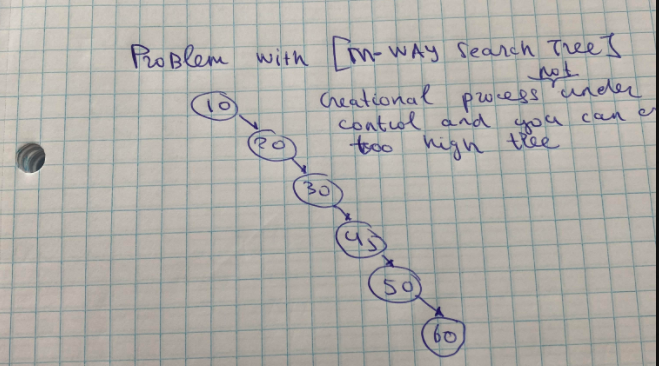 Problem with [m-way search Tree]
not
creational process under
control and you can c
too high tree
10
20
30
45
50
60